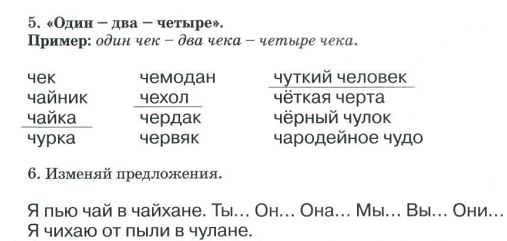 5. «Один – два – четыре».
Пример: один чек – два чека – четыре чека.
чек чемодан чуткий человек
чайник чехол чёткая черта
чайка чердак чёрный чулок
чурка червяк чародейное чудо
6. Изменяй предложения.
Я пью чай в чайхане. Ты... Он... Она... Мы... Вы... Они...
Я чихаю от пыли в чулане.